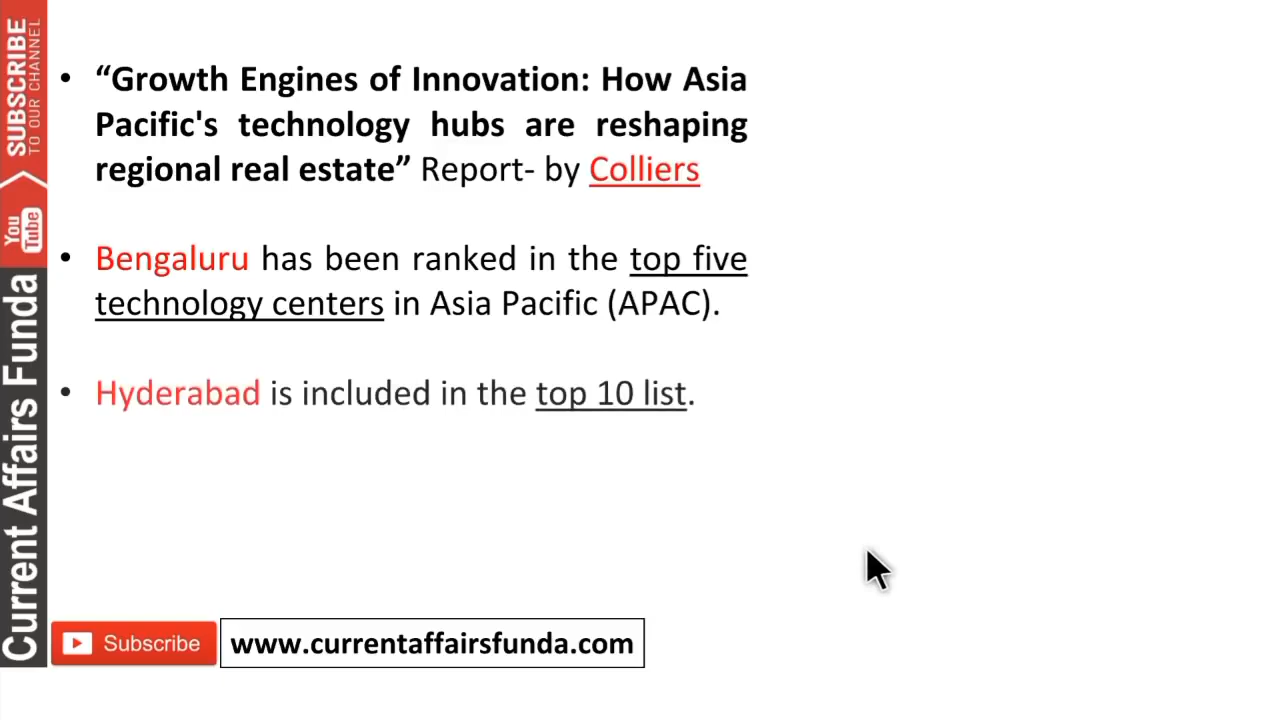 SUBSCRIBE
TO OUR CHANNEL
You
Tube
Current Affairs Funda
• “Growth Engines of Innovation: How Asia
Pacific's technology hubs are reshaping
regional real estate” Report- by Colliers
• Bengaluru has been ranked in the top five
technology centers in Asia Pacific (APAC).
• Hyderabad is included in the top 10 list.
Subscribe
www.currentaffairsfunda.com